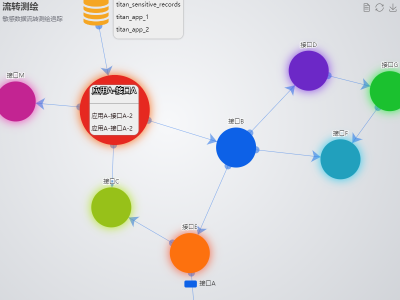 流转测绘
敏感数据流转测绘追踪
titan_sensitive_records
titan_app_1
titan_app_2
接口D
接口G
接口M
应用A-接口A
应用A-接口A-2
应用A-接口A-2
接口B
接口F
接口C
接口E
接口A